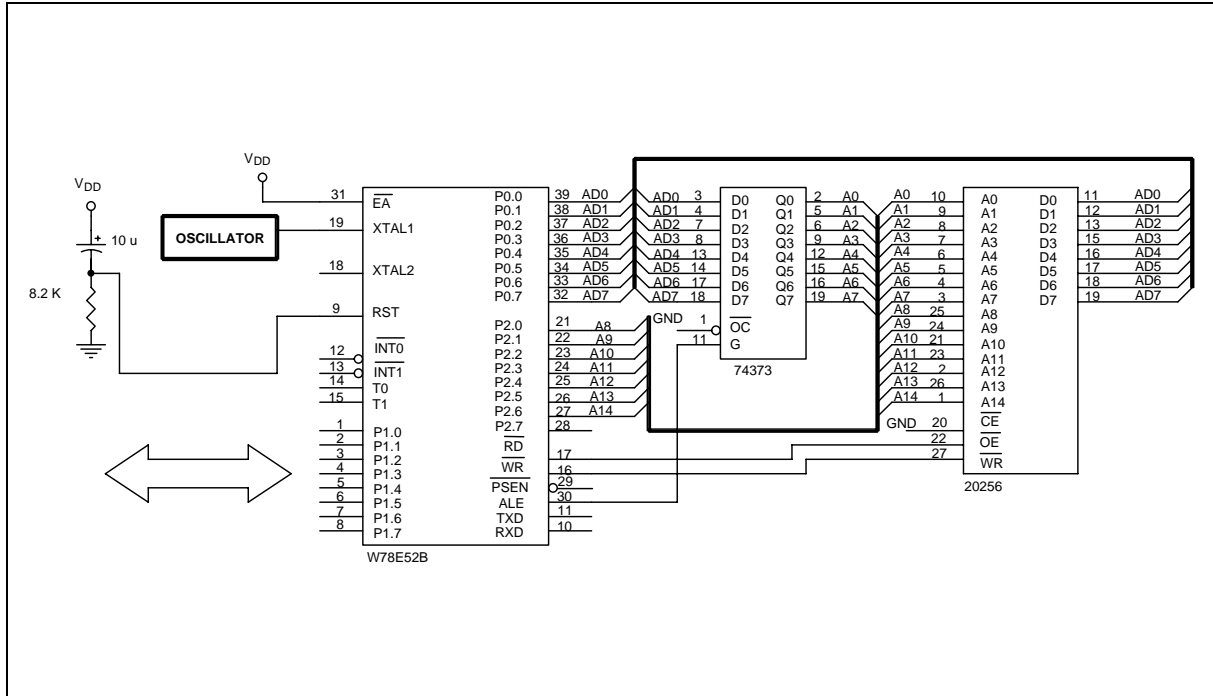 VDD
VDD
10 u
8.2 K
OSCILLATOR
31
19
18
9
12
13
14
15
1
2
3
4
5
6
7
8
EA
XTAL1
XTAL2
RST
INT0
INT1
T0
T1
P1.0
P1.1
P1.2
P1.3
P1.4
P1.5
P1.6
P1.7
P0.0
P0.1
P0.2
P0.3
P0.4
P0.5
P0.6
P0.7
P2.0
P2.1
P2.2
P2.3
P2.4
P2.5
P2.6
P2.7
RD
WR
PSEN
ALE
TXD
RXD
39 AD0
38 AD1
37 AD2
36 AD3
35 AD4
34 AD5
33 AD6
32 AD7
21 A8
22 A9
23 A10
24 A11
25 A12
26 A13
27 A14
28
17
16
29
30
11
10
W78E52B
AD0 3
AD1 4
AD2 7
AD3 8
AD4 13
AD5 14
AD6 17
AD7 18
GND 1
11
D0
D1
D2
D3
D4
D5
D6
D7
OC
G
Q0
Q1
Q2
Q3
Q4
Q5
Q6
Q7
2 A0
5 A1
6 A2
9 A3
12 A4
15 A5
16 A6
19 A7
74373
A0 10
A1 9
A2 8
A3 7
A4 6
A5 5
A6 4
A7 3
A8 25
A9 24
A10 21
A11 23
A12 2
A13 26
A14 1
GND 20
22
27
A0
A1
A2
A3
A4
A5
A6
A7
A8
A9
A10
A11
A12
A13
A14
CE
OE
WR
D0
D1
D2
D3
D4
D5
D6
D7
11 AD0
12 AD1
13 AD2
15 AD3
16 AD4
17 AD5
18 AD6
19 AD7
20256